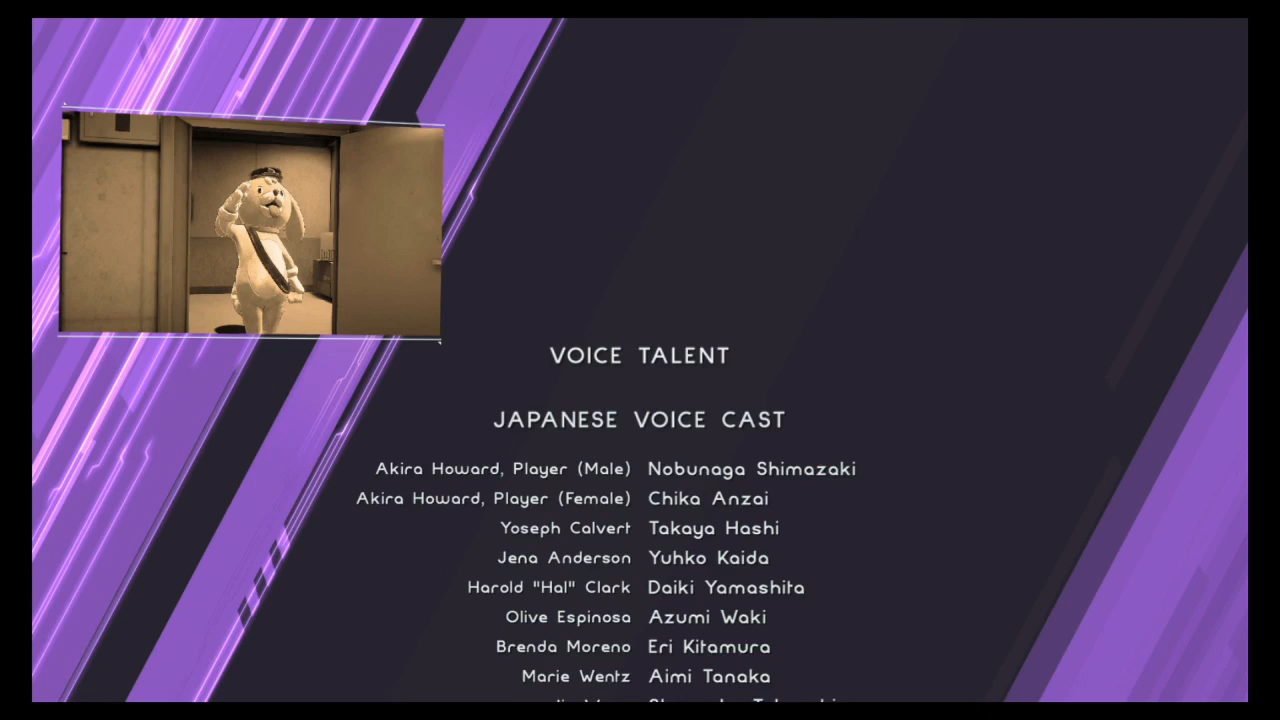 VOICE TALENT
JAPANESE VOICE CAST
Akira Howard, Player (Male) Nobunaga Shimazaki
Akira Howard, Player (Female) Chika Anzai
Yoseph Calvert Takaya Hashi
Jena Anderson Yuhko Kaida
Harold "Hal" Clark Daiki Yamashita
Olive Espinosa Azumi Waki
Brenda Moreno Eri Kitamura
Marie Wentz Aimi Tanaka